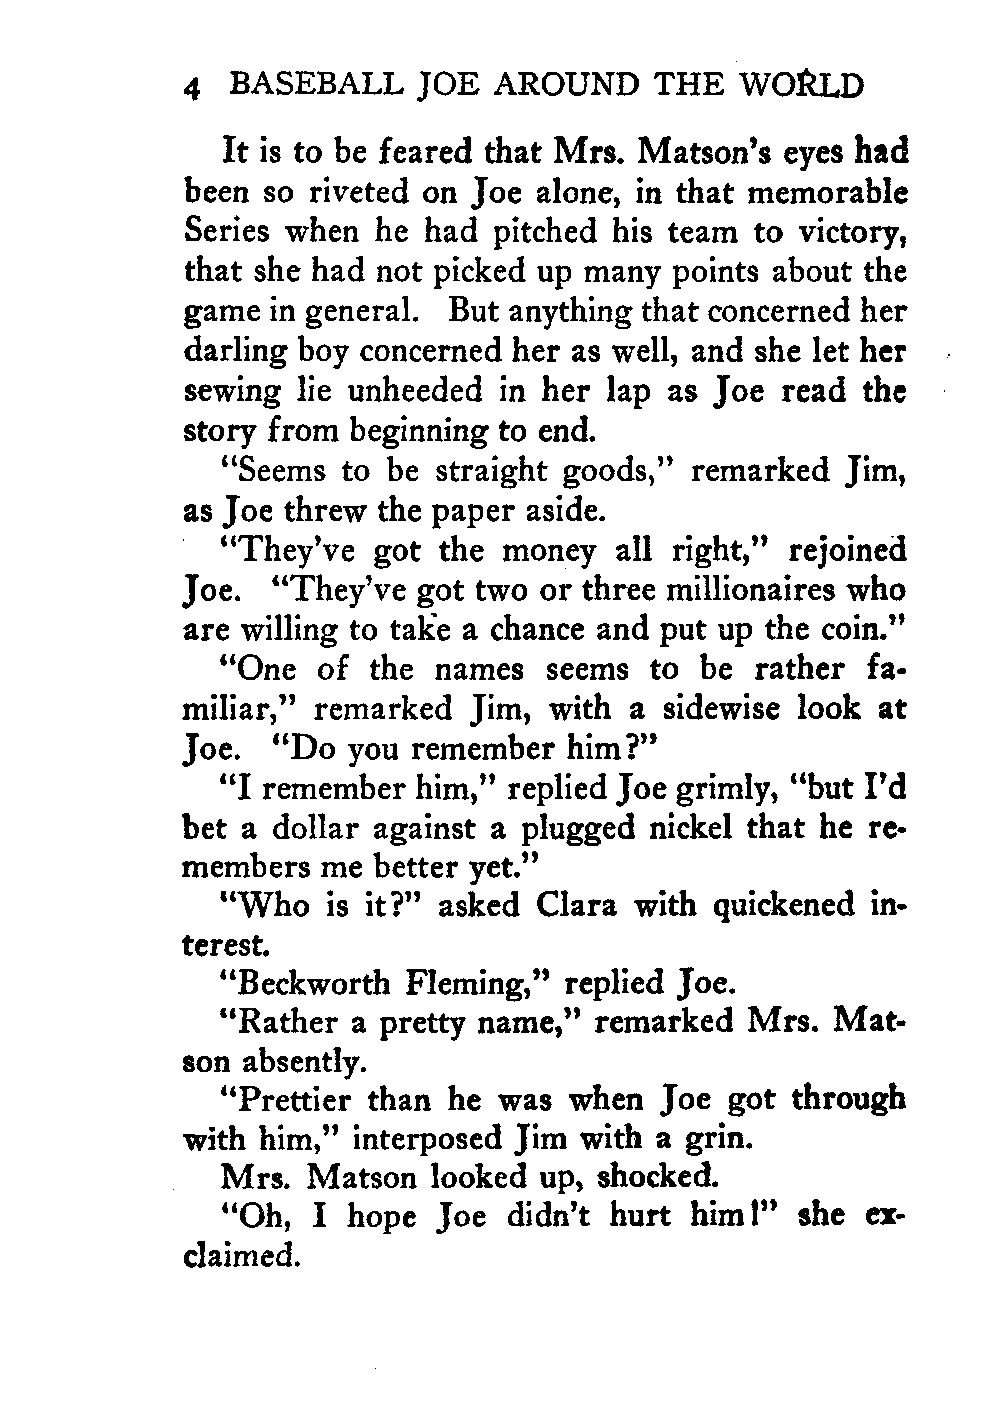 4 BASEBALL JOE AROUND THE WORLD
It is to be feared that Mrs. Matson's eyes had
been so riveted on Joe alone, in that memorable
Series when he had pitched his team to victory,
that she had not picked up many points about the
game in general. But anything that concerned her
darling boy concerned her as well, and she let her
sewing lie unheeded in her lap as Joe read the
story from beginning to end.
"Seems to be straight goods," remarked Jim,
as Joe threw the paper aside.
"They've got the money all right," rejoined
Joe. "They've got two or three millionaires who
are willing to take a chance and put up the coin."
"One of the names seems to be rather fa-
miliar," remarked Jim, with a sidewise look at
Joe. "Do you remember him?"
"I remember him," replied Joe grimly, "but I'd
bet a dollar against a plugged nickel that he re-
members me better yet."
"Who is it?" asked Clara with quickened in-
terest.
"Beckworth Fleming," replied Joe.
"Rather a pretty name," remarked Mrs. Mat-
son absently.
"Prettier than he was when Joe got through
with him," interposed Jim with a grin.
Mrs. Matson looked up, shocked.
"Oh, I hope Joe didn't hurt him!" she ex-
claimed.